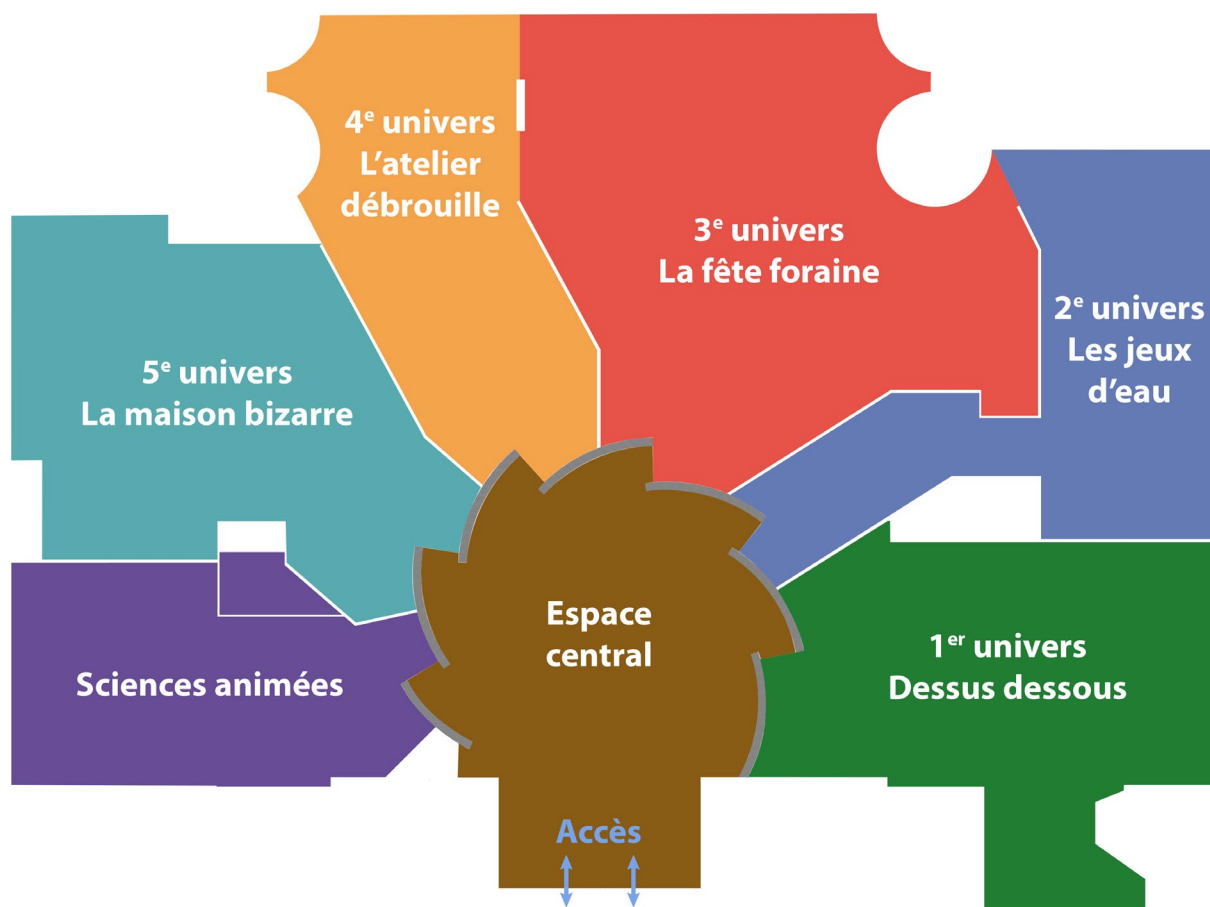 4e univers
L’atelier
débrouille
3e univers
La fête foraine
2e univers
Les jeux
d’eau
5e univers
La maison bizarre
Espace
central
1er univers
Dessus dessous
Sciences animées
Accès